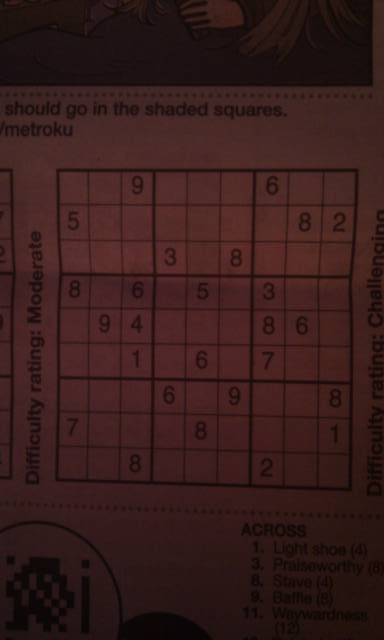 should go in the shaded squares.
/metroku
Difficulty rating: Moderate
9 6
5 8 2
3 8
8 6 5 3
9 4 8 6
1 6 7
6 9 8
7 8 1
8 2
Difficulty rating: Challenging
ACROSS
1. Light shoe (4)
3. Praiseworthy (8)
8. Stave (4)
9. Baffle (8)
11. Waywardness
(12)